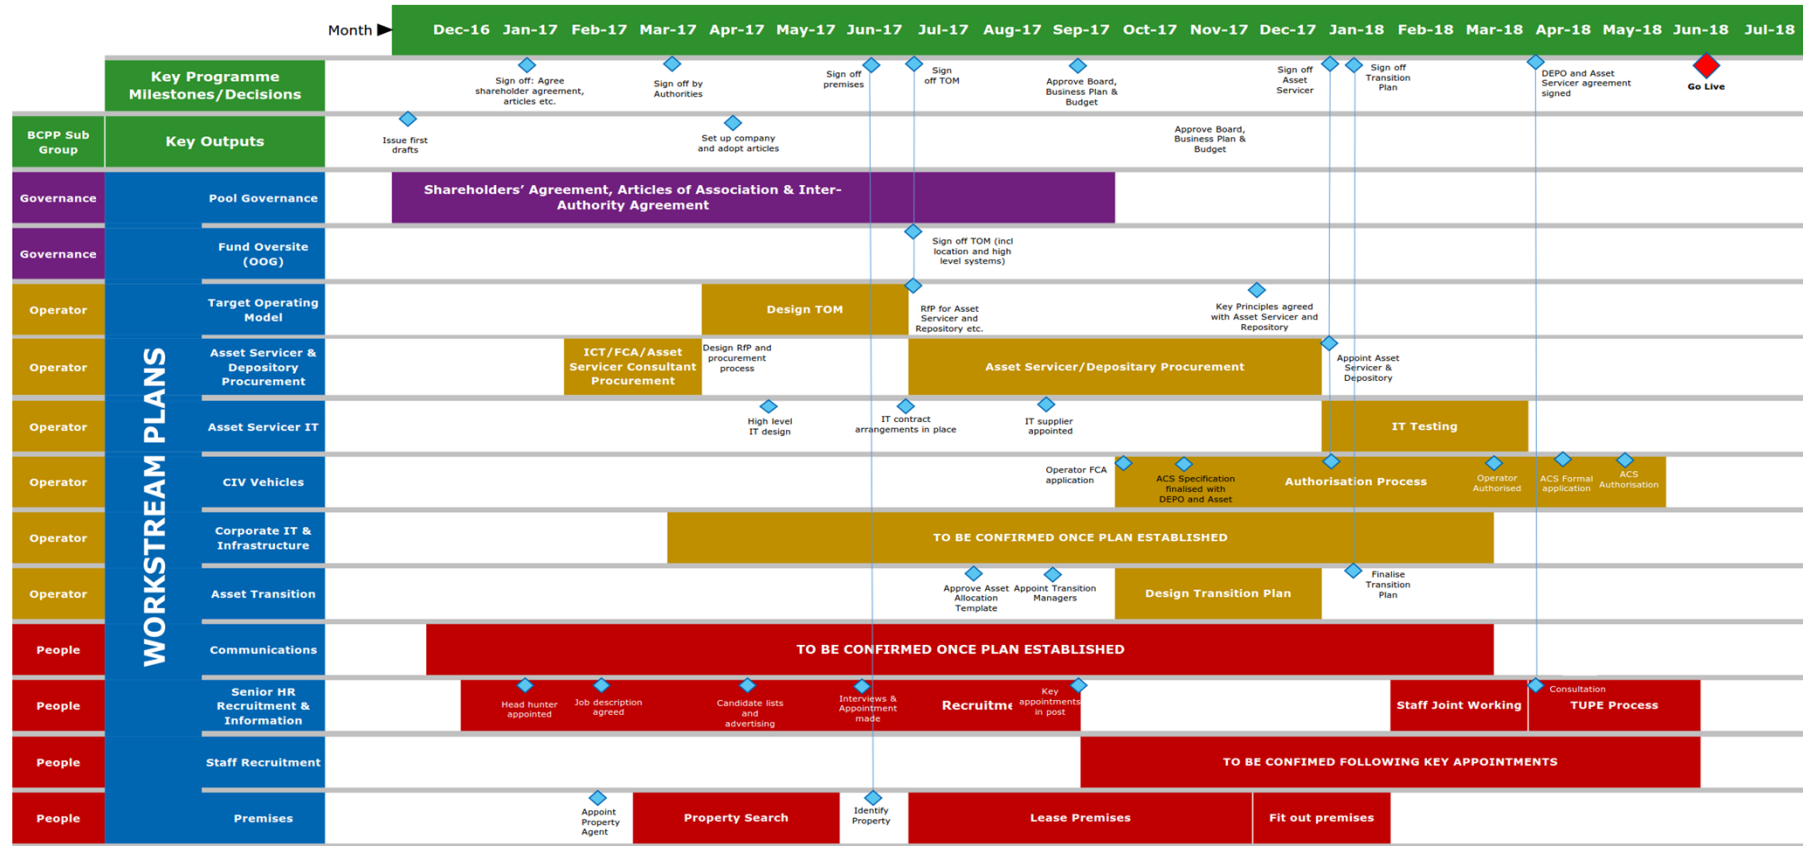 Month
Dec-16 Jan-17 Feb-17 Mar-17 Apr-17 May-17 Jun-17 Jul-17 Aug-17 Sep-17 Oct-17 Nov-17 Dec-17 Jan-18 Feb-18 Mar-18 Apr-18 May-18 Jun-18 Jul-18
Key Programme
Milestones/Decisions
Sign off: Agree
shareholder agreement,
articles etc.
Sign off by
Authorities
Sign off
premises
Sign
off TOM
Approve Board,
Business Plan &
Budget
Sign off
Asset
Servicer
Sign off
Transition
Plan
DEPO and Asset
Servicer agreement
signed
Go Live
BCPP Sub
Group
Key Outputs
Issue first
drafts
Set up company
and adopt articles
Approve Board,
Business Plan &
Budget
WORKSTREAM PLANS
Governance
Pool Governance
Shareholders' Agreement, Articles of Association & Inter-
Authority Agreement
Governance
Fund Oversite
(OOG)
Sign off TOM (incl
location and high
level systems)
Operator
Target Operating
Model
Design TOM
RfP for Asset
Servicer and
Repository etc.
Key Principles agreed
with Asset Servicer and
Repository
Operator
Asset Servicer &
Depository
Procurement
ICT/FCA/Asset
Servicer Consultant
Procurement
Design RfP and
procurement
process
Asset Servicer/Depositary Procurement
Appoint Asset
Servicer &
Depository
Operator
Asset Servicer IT
High level
IT design
IT contract
arrangements in place
IT supplier
appointed
IT Testing
Operator
CIV Vehicles
Operator FCA
application
ACS Specification
finalised with
DEPO and Asset
Authorisation Process
Operator
Authorised
ACS Formal
application
ACS
Authorisation
Operator
Corporate IT &
Infrastructure
TO BE CONFIRMED ONCE PLAN ESTABLISHED
Operator
Asset Transition
Approve Asset
Allocation
Template
Appoint Transition
Managers
Design Transition Plan
Finalise
Transition
Plan
People
Communications
TO BE CONFIRMED ONCE PLAN ESTABLISHED
People
Senior HR
Recruitment &
Information
Head hunter
appointed
Job description
agreed
Candidate lists
and
advertising
Interviews &
Appointment
made
Recruitme
Key
appointments
in post
Staff Joint Working
Consultation
TUPE Process
People
Staff Recruitment
TO BE CONFIMED FOLLOWING KEY APPOINTMENTS
People
Premises
Appoint
Property
Agent
Property Search
Identify
Property
Lease Premises
Fit out premises